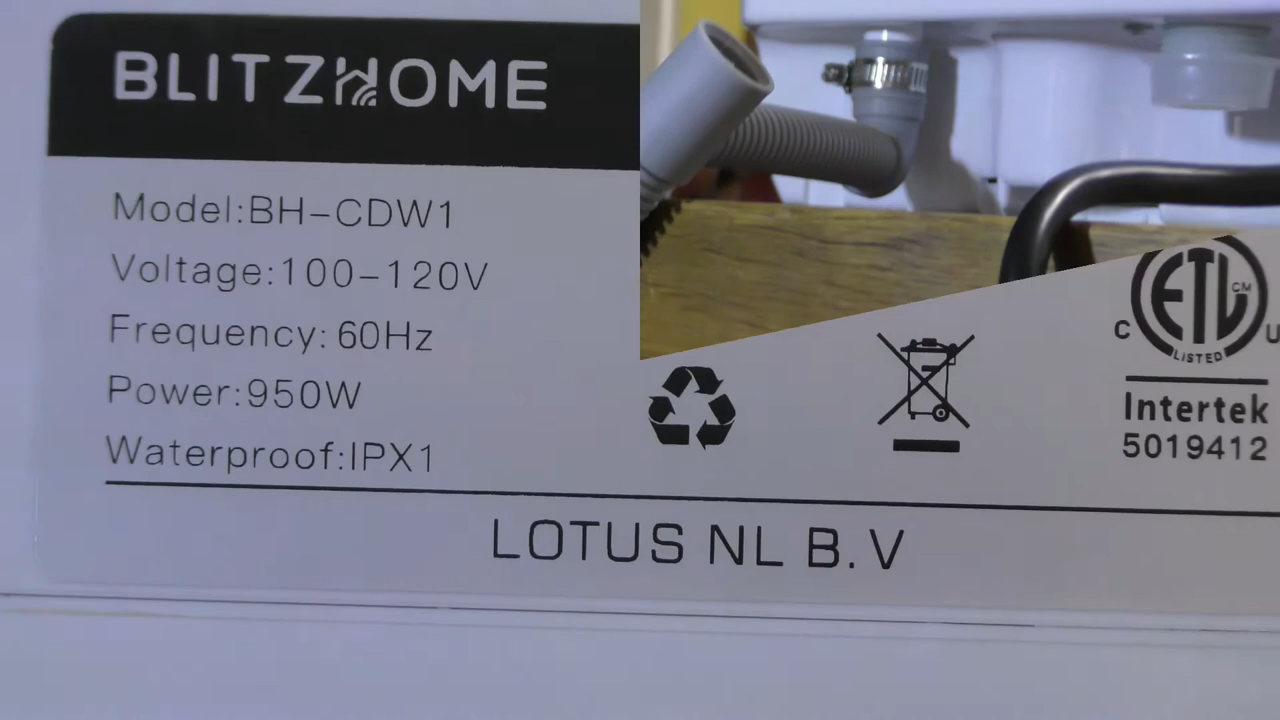 BLITZHOME
Model:BH-CDW1
Voltage:100-120V
Frequency: 60Hz
Power:950W
Waterproof:IPX1
ETL CM
C U
LISTED
Intertek
5019412
LOTUS NL B.V